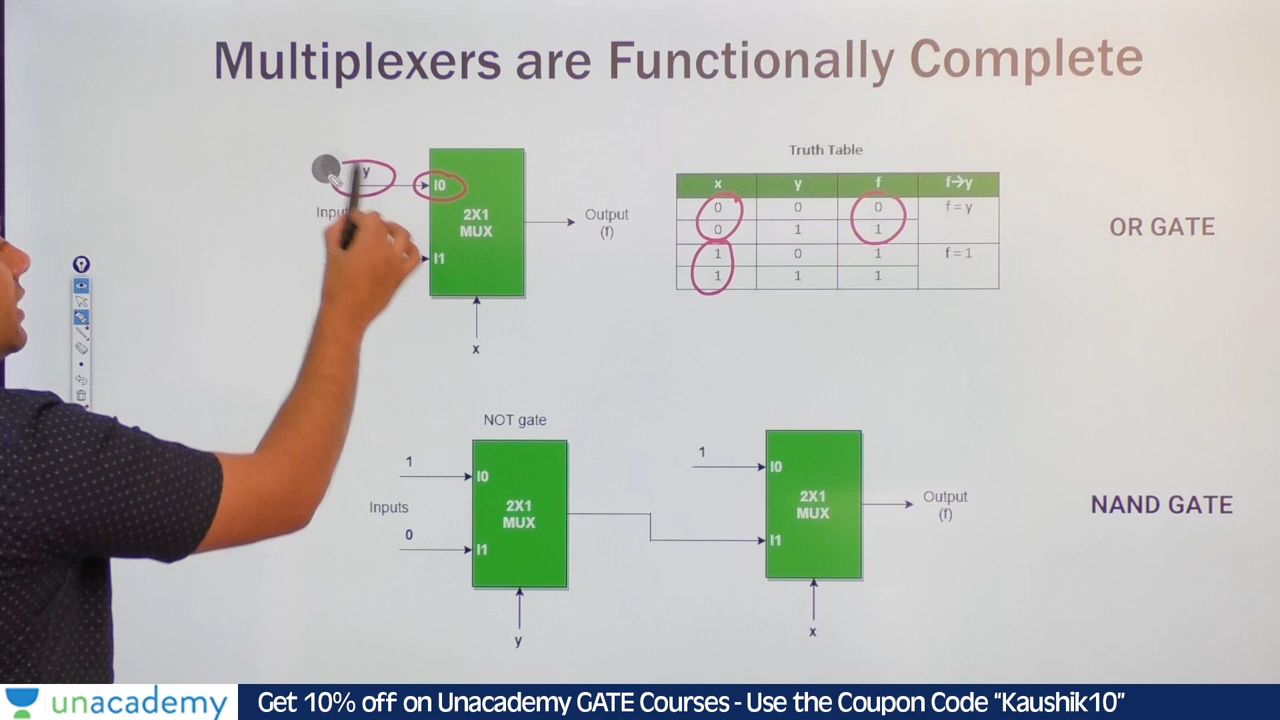 Multiplexers are Functionally Complete
y
I0
2X1
MUX
I1
x
Output
(f)
Truth Table
x y f f→y
0 0 0 f = y
0 1 1
1 0 1 f = 1
1 1 1
OR GATE
NOT gate
1
I0
Inputs
2X1
MUX
0
I1
y
1
I0
2X1
MUX
I1
x
Output
(f)
NAND GATE
unacademy
Get 10% off on Unacademy GATE Courses - Use the Coupon Code “Kaushik10”